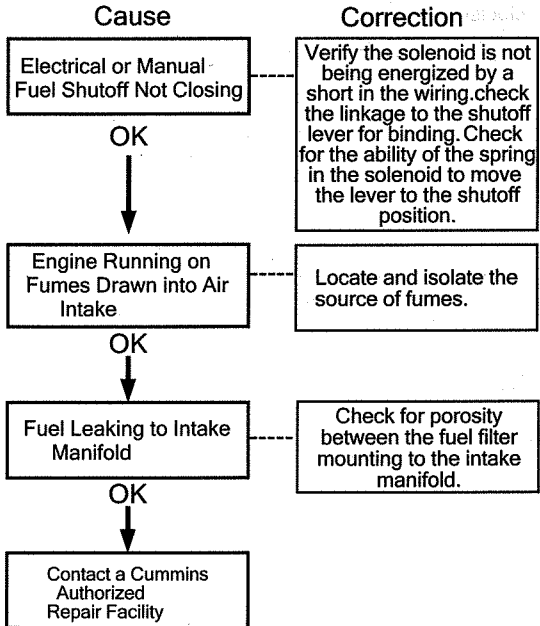 Cause
Correction
Electrical or Manual
Fuel Shutoff Not Closing
Verify the solenoid is not
being energized by a
short in the wiring.check
the linkage to the shutoff
lever for binding. Check
for the ability of the spring
in the solenoid to move
the lever to the shutoff
position.
OK
Engine Running on
Fumes Drawn into Air
Intake
Locate and isolate the
source of fumes.
OK
Fuel Leaking to Intake
Manifold
Check for porosity
between the fuel filter
mounting to the intake
manifold.
OK
Contact a Cummins
Authorized
Repair Facility